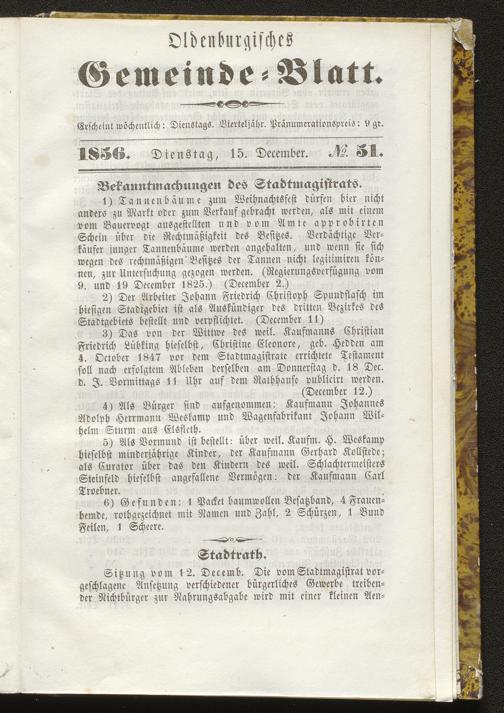 Oldenburgisches
Gemeinde-Blatt.
Erscheint wöchentlich: Dienstags. Vierteljähr. Pränumerationspreis: 9 gr.
1856. Dienstag, 15. December. №. 51.
Bekanntmachungen des Stadtmagistrats.
1) Tannenbäume zum Weihnachtsfest dürfen hier nicht
anders zu Markt oder zum Verkauf gebracht werden, als mit einem
vom Bauervogt ausgestellten und vom Amte approbirten
Schein über die Rechtmäßigkeit des Besitzes. Verdächtige Ver-
käufer junger Tannenbäume werden angehalten, und wenn sie sich
wegen des rechtmäßigen Besitzes der Tannen nicht legitimiren kön-
nen, zur Untersuchung gezogen werden. (Regierungsverfügung vom
9. und 19 December 1825.) (December 2.)
2) Der Arbeiter Johann Friedrich Christoph Spundflasch im
hiesigen Stadtgebiet ist als Auskündiger des dritten Bezirkes des
Stadtgebiets bestellt und verpflichtet. (December 11)
3) Das von der Wittwe des weil. Kaufmanns Christian
Friedrich Lübking hieselbst, Christine Eleonore, geb. Hedden am
4. October 1847 vor dem Stadtmagistrate errichtete Testament
soll nach erfolgtem Ableben derselben am Donnerstag d. 18 Dec.
d. J. Vormittags 11 Uhr auf dem Rathhause publicirt werden.
(December 12.)
4) Als Bürger sind aufgenommen: Kaufmann Johannes
Adolph Herrmann Weskamp und Wagenfabrikant Johann Wil-
helm Sturm aus Elsfleth.
5) Als Vormund ist bestellt: über weil. Kaufm. H. Weskamp
hieselbst minderjährige Kinder, der Kaufmann Gerhard Kollstede;
als Curator über das den Kindern des weil. Schlachtermeisters
Steinfeld hieselbst angefallene Vermögen: der Kaufmann Carl
Troebner.
6) Gefunden: 1 Packet baumwollen Besatzband, 4 Frauen-
hemde, rothgezeichnet mit Namen und Zahl, 2 Schürzen, 1 Bund
Feilen, 1 Scheere.
Stadtrath.
Sitzung vom 12. Decemb. Die vom Stadtmagistrat vor-
geschlagene Ansetzung verschiedener bürgerliches Gewerbe treiben-
der Nichtbürger zur Nahrungsabgabe wird mit einer kleinen Aen-